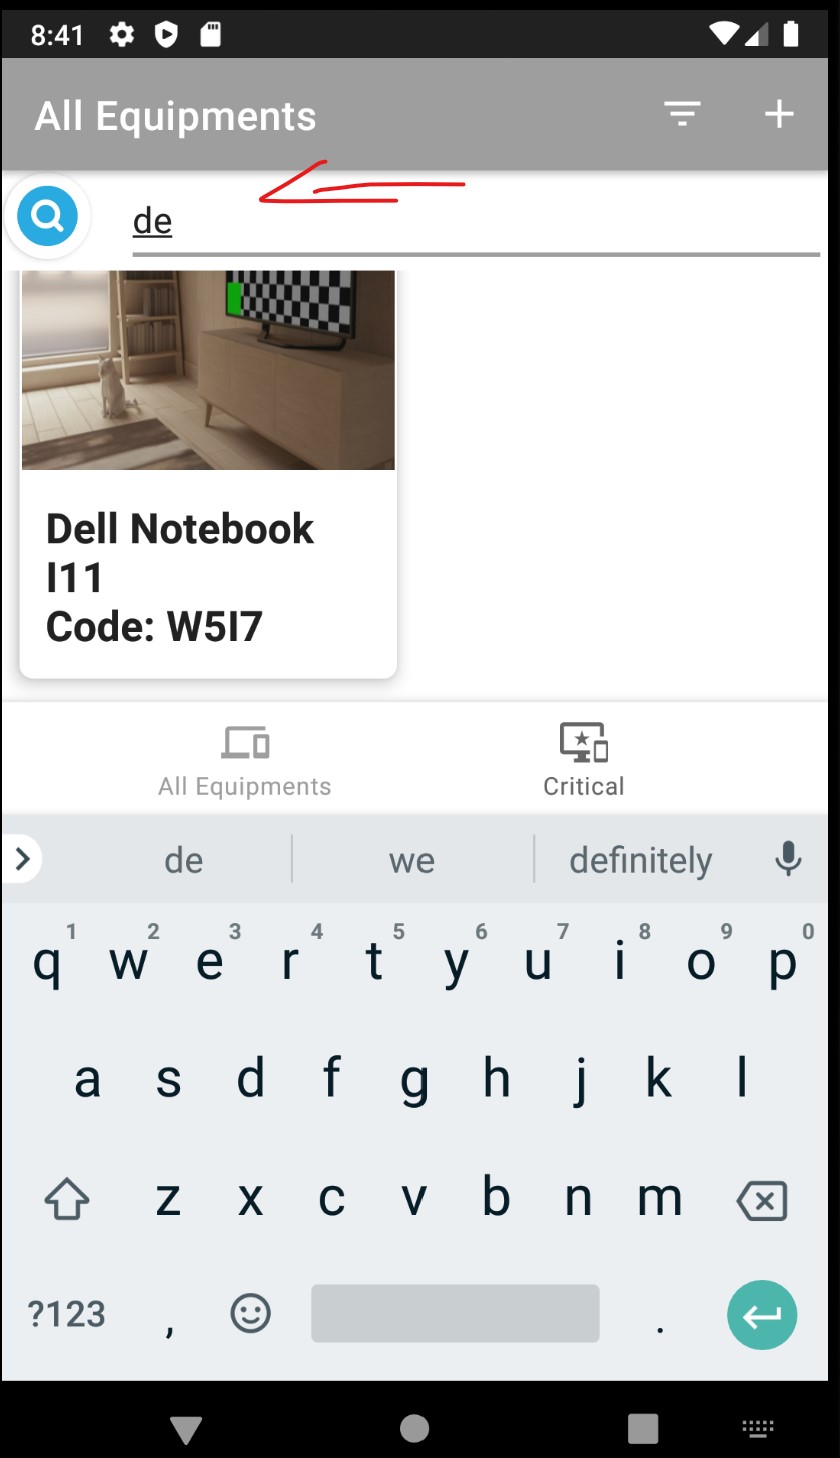 8:41
All Equipments
de
Dell Notebook
I11
Code: W5I7
All Equipments
Critical
de
we
definitely
1 2 3 4 5 6 7 8 9 0
q w e r t y u i o p
a s d f g h j k l
z x c v b n m
?123 , .